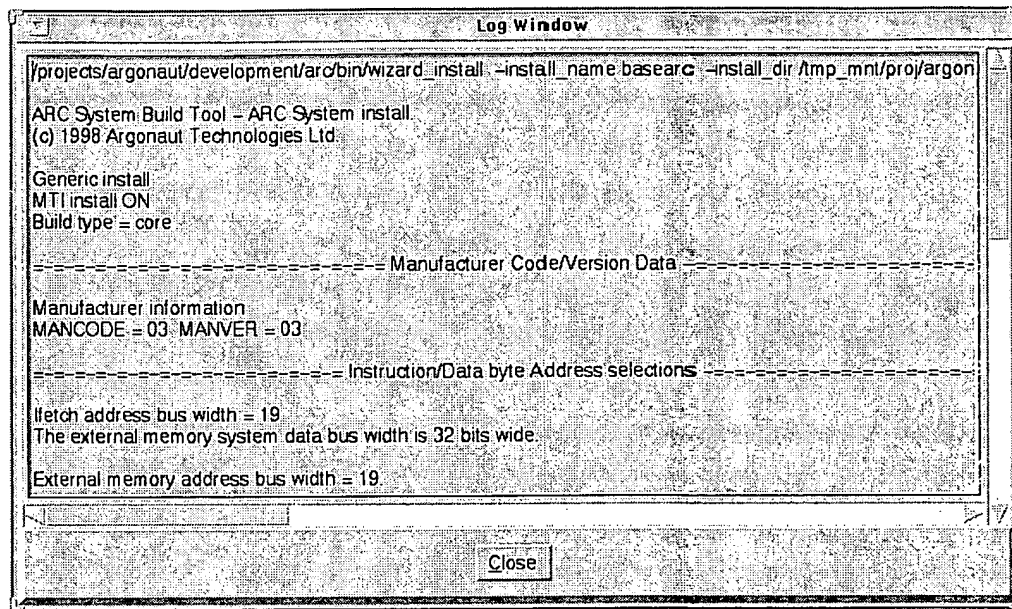 Log Window
/projects/argonaut/development/arc/bin/wizard_install -install_name basearc -install_dir /tmp_mnt/proj/argon
ARC System Build Tool - ARC System install.
(c) 1998 Argonaut Technologies Ltd.
Generic install
MTI install ON
Build type = core
=-=-=-=-=-=-=-=-=-=-=-=-=-=-=-=-= Manufacturer Code/Version Data =-=-=-=-=-=-=-=-=-=-=-=-=-=
Manufacturer information
MANCODE = 03, MANVER = 03
=-=-=-=-=-=-=-=-=-=-=-=-=-=-= Instruction/Data byte Address selections -=-=-=-=-=-=-=-=-=-=-=-=-=
Ifetch address bus width = 19
The external memory system data bus width is 32 bits wide.
External memory address bus width = 19.
Close